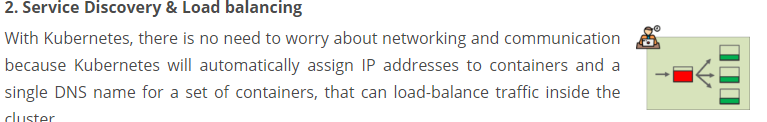 2. Service Discovery & Load balancing
With Kubernetes, there is no need to worry about networking and communication
because Kubernetes will automatically assign IP addresses to containers and a
single DNS name for a set of containers, that can load-balance traffic inside the
cluster